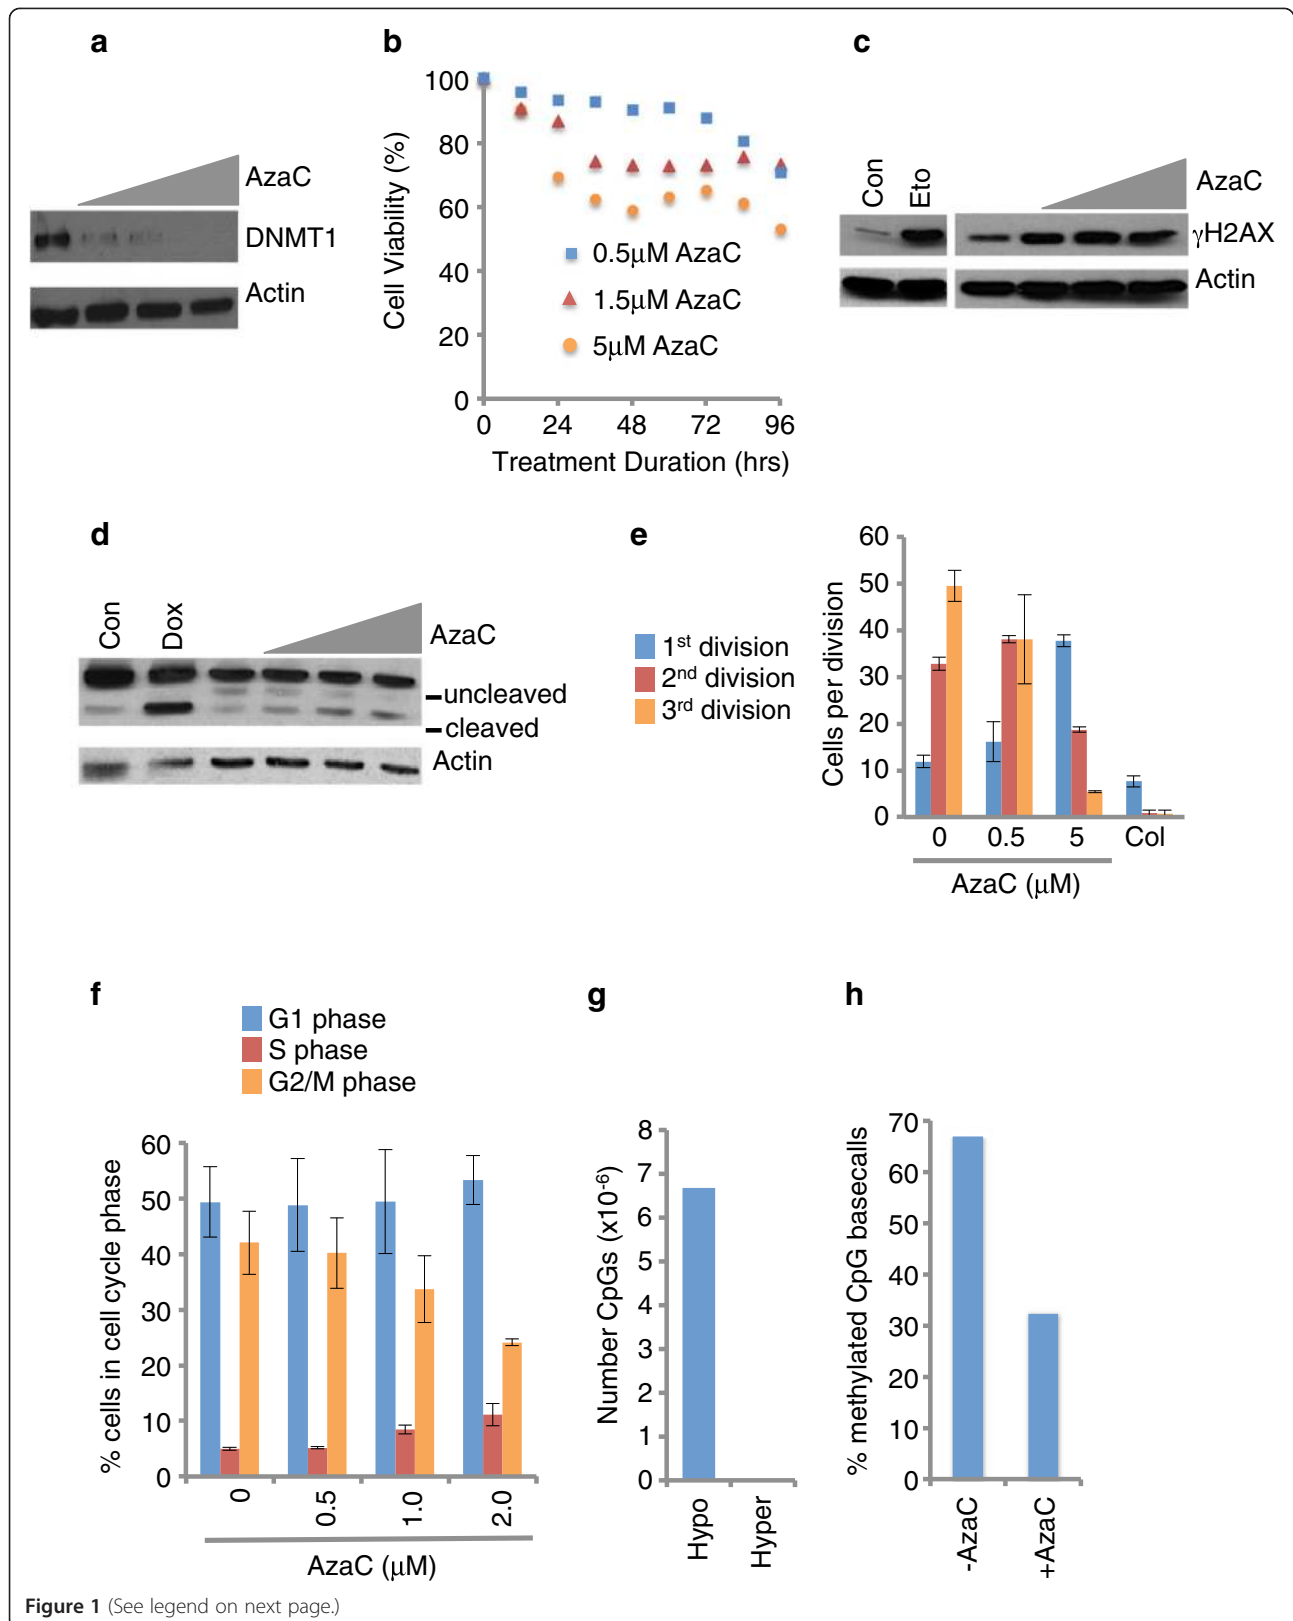 a
AzaC
DNMT1
Actin
b
Cell Viability (%)
100
80
60
40
20
0
0 24 48 72 96
Treatment Duration (hrs)
0.5μM AzaC
1.5μM AzaC
5μM AzaC
c
Con Eto
AzaC
γH2AX
Actin
d
Con Dox
AzaC
uncleaved
cleaved
Actin
e
1st division
2nd division
3rd division
Cells per division
60
50
40
30
20
10
0
0 0.5 5 Col
AzaC (μM)
f
G1 phase
S phase
G2/M phase
% cells in cell cycle phase
60
50
40
30
20
10
0
0 0.5 1.0 2.0
AzaC (μM)
g
Number CpGs (x10-6)
8
7
6
5
4
3
2
1
0
Hypo Hyper
h
% methylated CpG basecalls
70
60
50
40
30
20
10
0
-AzaC +AzaC
Figure 1 (See legend on next page.)